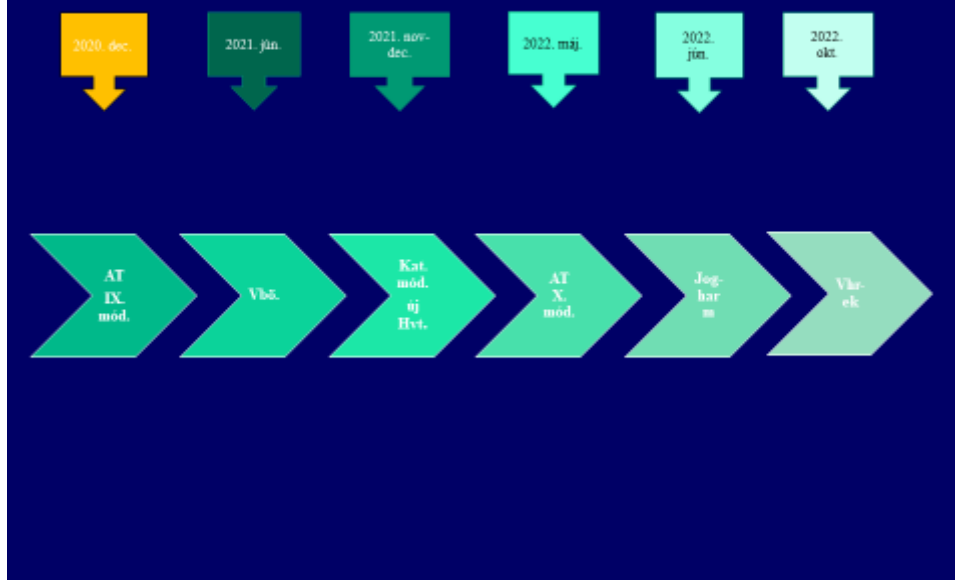 2020. dec.
2021. jún.
2021. nov-
dec.
2022. máj.
2022.
jún.
2022.
okt.
AT
IX.
mód.
Vbö.
Kat.
mód.
új
Hvt.
AT
X.
mód.
Jog-
har
m
Vhr-
ek